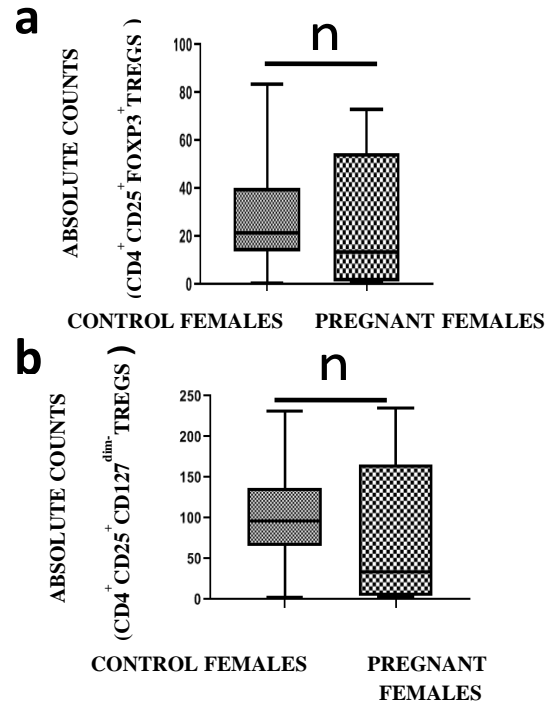 a
n
ABSOLUTE COUNTS
(CD4⁺ CD25⁺ FOXP3⁺ TREGS )
100
80
60
40
20
0
CONTROL FEMALES PREGNANT FEMALES
b
n
ABSOLUTE COUNTS
(CD4⁺ CD25⁺ CD127ᵈⁱᵐ⁻ TREGS )
250
200
150
100
50
0
CONTROL FEMALES PREGNANT
FEMALES